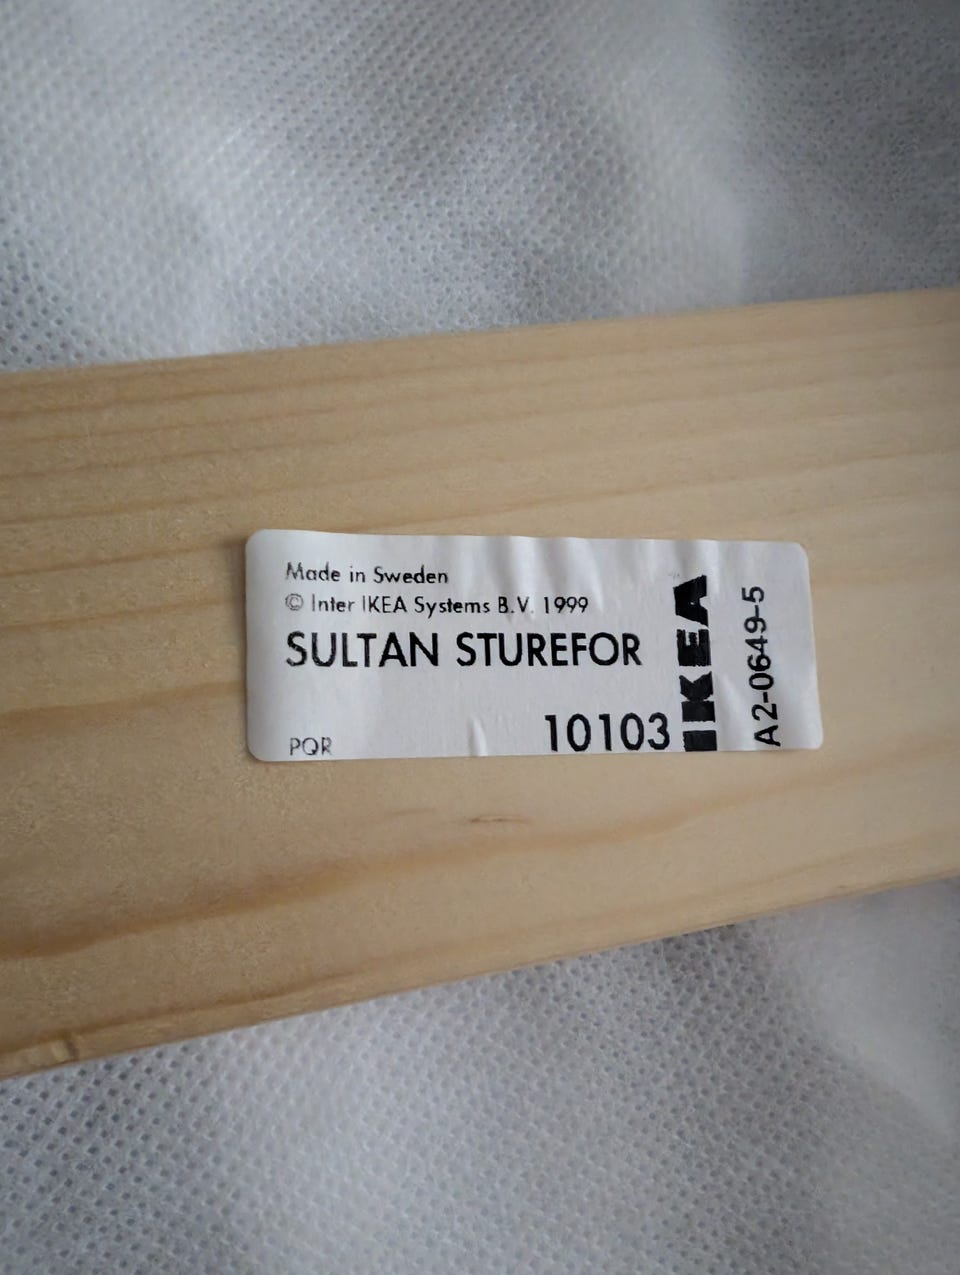 Made in Sweden
© Inter IKEA Systems B.V. 1999
SULTAN STUREFOR
PQR
10103
IKEA
A2-0649-5